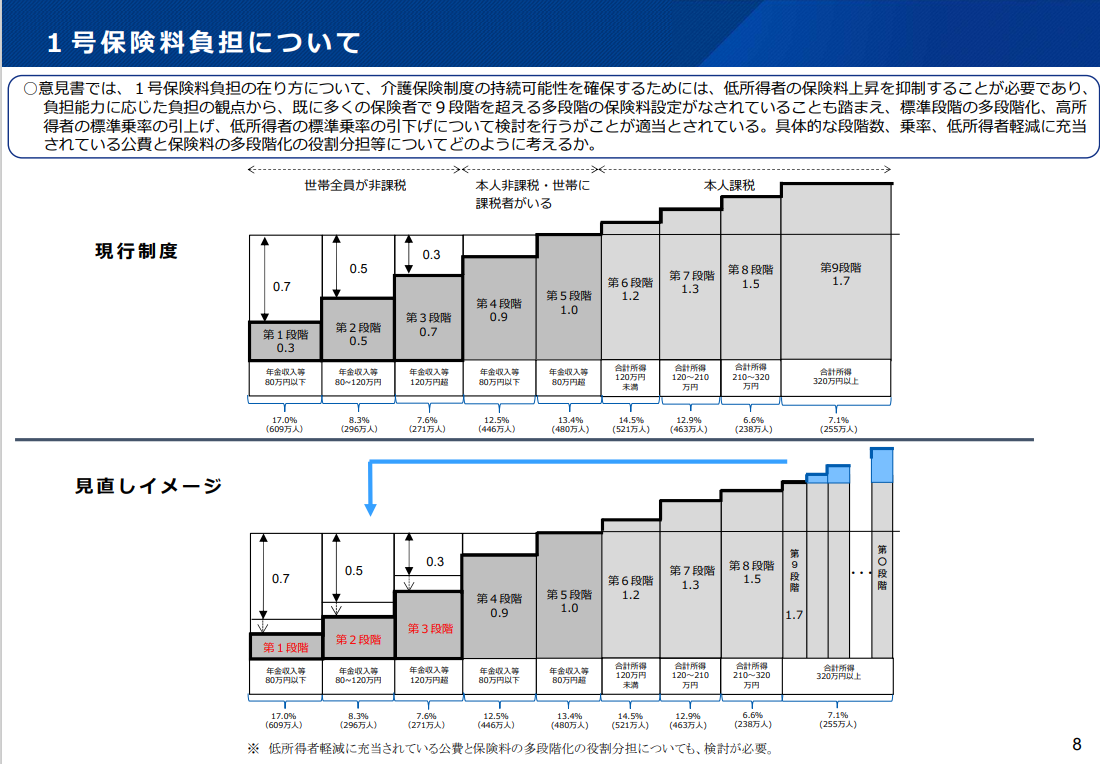 １号保険料負担について
○意見書では、１号保険料負担の在り方について、介護保険制度の持続可能性を確保するためには、低所得者の保険料上昇を抑制することが必要であり、
負担能力に応じた負担の観点から、既に多くの保険者で９段階を超える多段階の保険料設定がなされていることも踏まえ、標準段階の多段階化、高所
得者の標準乗率の引上げ、低所得者の標準乗率の引下げについて検討を行うがことが適当とされている。具体的な段階数、乗率、低所得者軽減に充当
されている公費と保険料の多段階化の役割分担等についてどのように考えるか。
世帯全員が非課税
本人非課税・世帯に
課税者がいる
本人課税
現行制度
0.7
0.5
0.3
第１段階
0.3
第２段階
0.5
第３段階
0.7
第４段階
0.9
第５段階
1.0
第６段階
1.2
第７段階
1.3
第８段階
1.5
第9段階
1.7
年金収入等
80万円以下
年金収入等
80~120万円
年金収入等
120万円超
年金収入等
80万円以下
年金収入等
80万円超
合計所得
120万円
未満
合計所得
120～210
万円
合計所得
210～320
万円
合計所得
320万円以上
17.0%
(609万人)
8.3%
(296万人)
7.6%
(271万人)
12.5%
(446万人)
13.4%
(480万人)
14.5%
(521万人)
12.9%
(463万人)
6.6%
(238万人)
7.1%
(255万人)
見直しイメージ
0.7
0.5
0.3
第１段階
第２段階
第３段階
第４段階
0.9
第５段階
1.0
第６段階
1.2
第７段階
1.3
第８段階
1.5
第９段階
1.7
･･･
第〇段階
年金収入等
80万円以下
年金収入等
80~120万円
年金収入等
120万円超
年金収入等
80万円以下
年金収入等
80万円超
合計所得
120万円
未満
合計所得
120~210
万円
合計所得
210～320
万円
合計所得
320万円以上
17.0%
(609万人)
8.3%
(296万人)
7.6%
(271万人)
12.5%
(446万人)
13.4%
(480万人)
14.5%
(521万人)
12.9%
(463万人)
6.6%
(238万人)
7.1%
(255万人)
※ 低所得者軽減に充当されている公費と保険料の多段階化の役割分担についても、検討が必要。
8